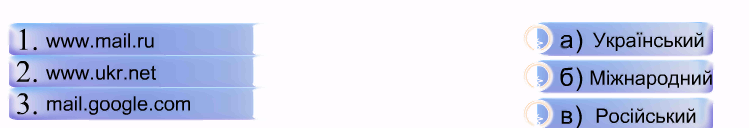 1. www.mail.ru
2. www.ukr.net
3. mail.google.com
а) Український
б) Міжнародний
в) Російський